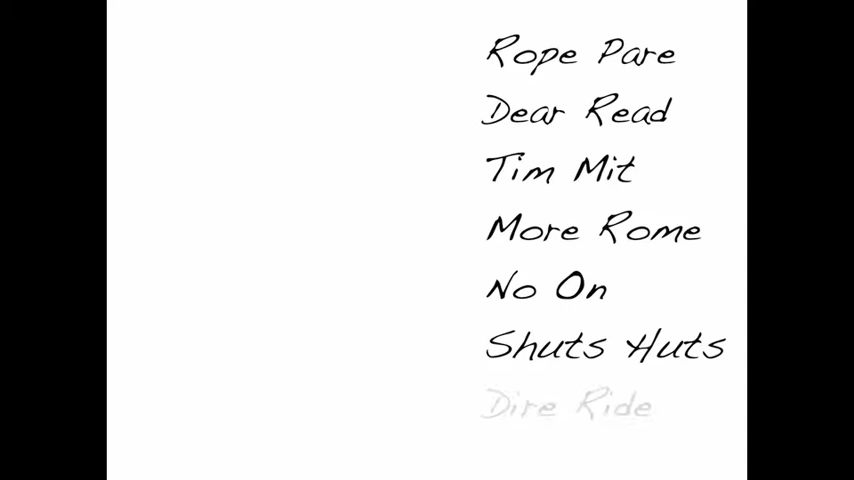 Rope Pare
Dear Read
Tim Mit
More Rome
No On
Shuts Huts
Dire Ride